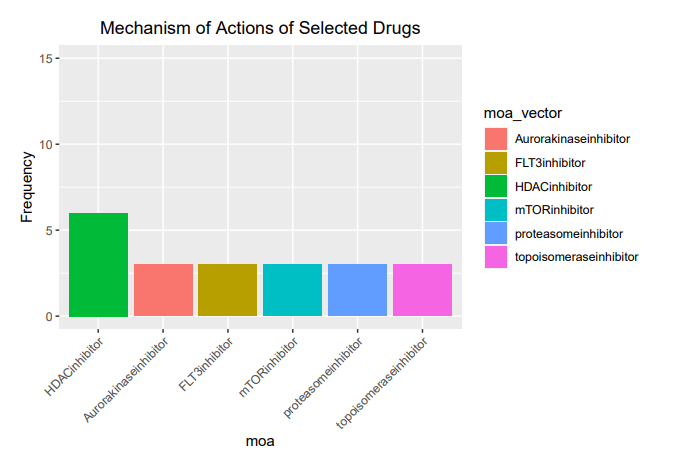 Mechanism of Actions of Selected Drugs
15
10
5
0
Frequency
HDACinhibitor
Aurorakinaseinhibitor
FLT3inhibitor
mTORinhibitor
proteasomeinhibitor
topoisomeraseinhibitor
moa
moa_vector
Aurorakinaseinhibitor
FLT3inhibitor
HDACinhibitor
mTORinhibitor
proteasomeinhibitor
topoisomeraseinhibitor